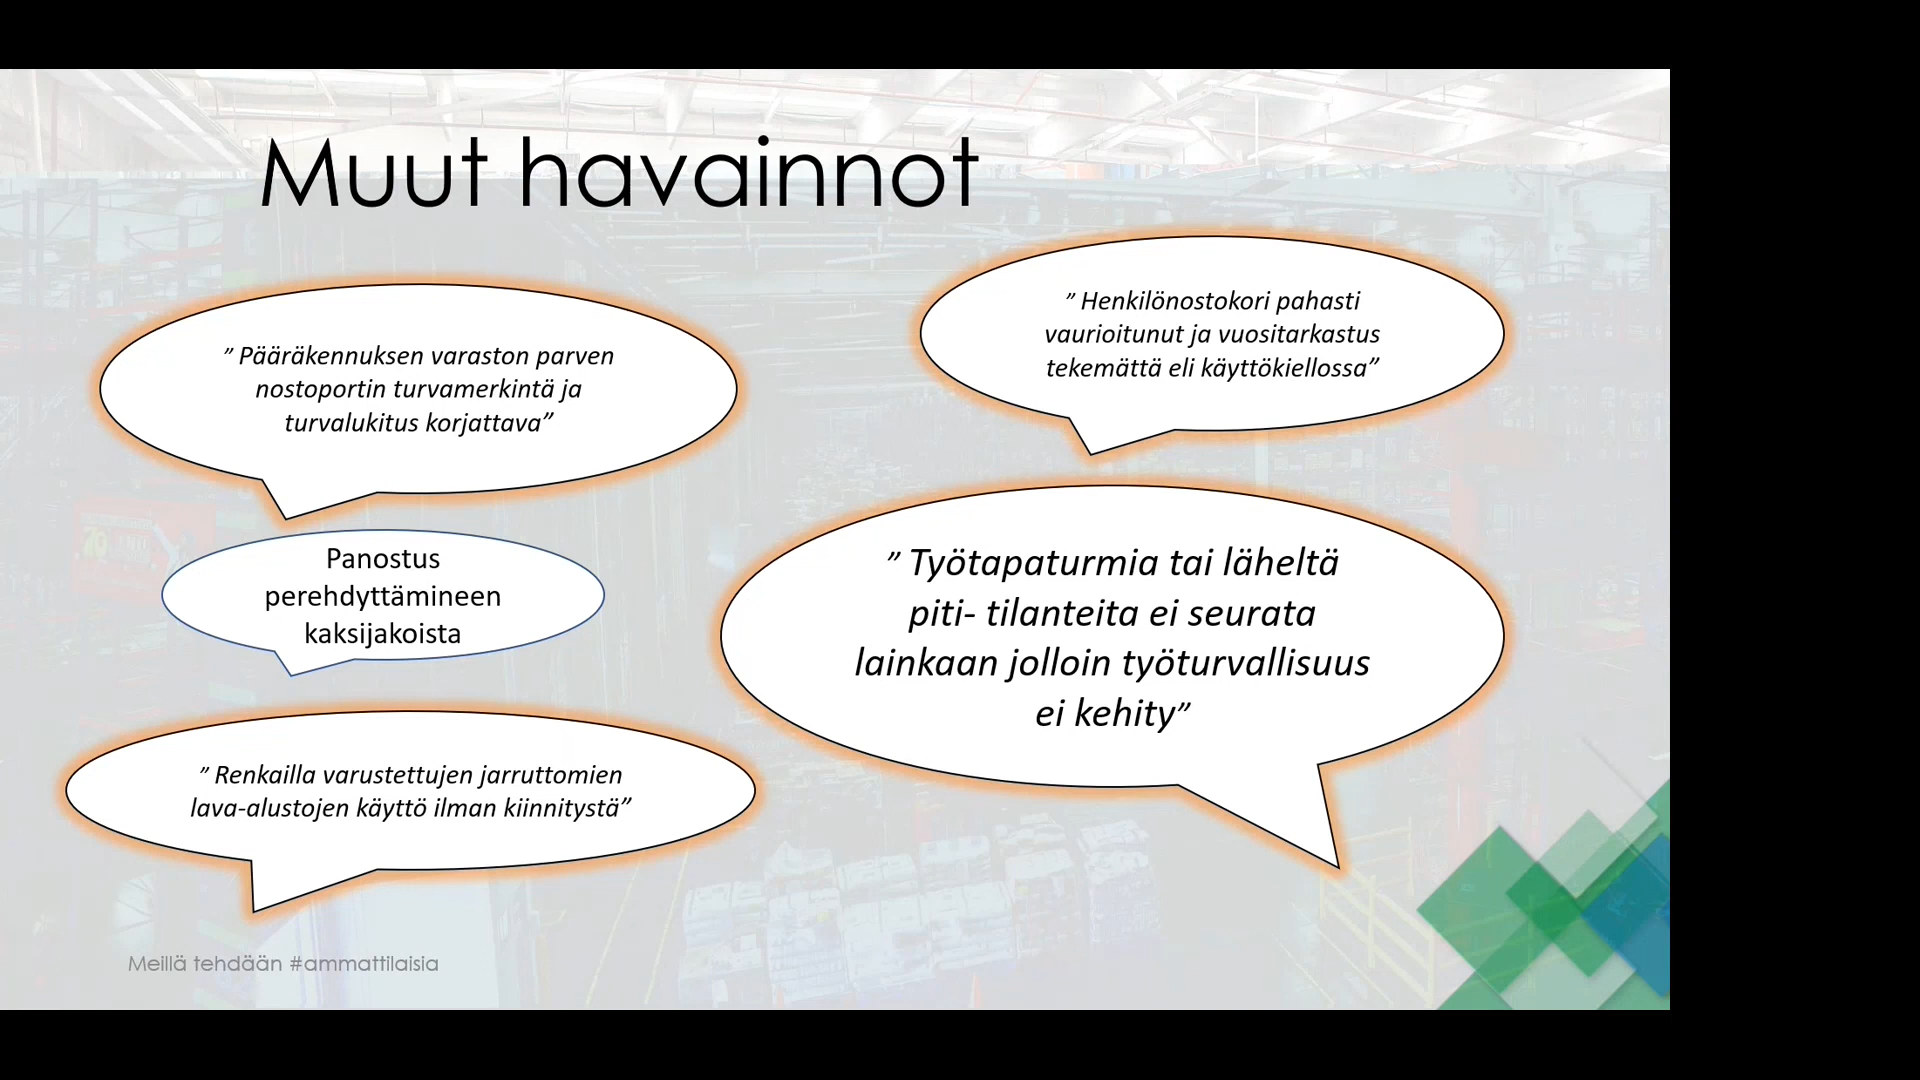 Muut havainnot
” Pääräkennuksen varaston parven
nostoportin turvamerkintä ja
turvalukitus korjattava”
” Henkilönostokori pahasti
vaurioitunut ja vuositarkastus
tekemättä eli käyttökiellossa”
Panostus
perehdyttämineen
kaksijakoista
” Työtapaturmia tai läheltä
piti- tilanteita ei seurata
lainkaan jolloin työturvallisuus
ei kehity”
” Renkailla varustettujen jarruttomien
lava-alustojen käyttö ilman kiinnitystä”
Meillä tehdään #ammattilaisia